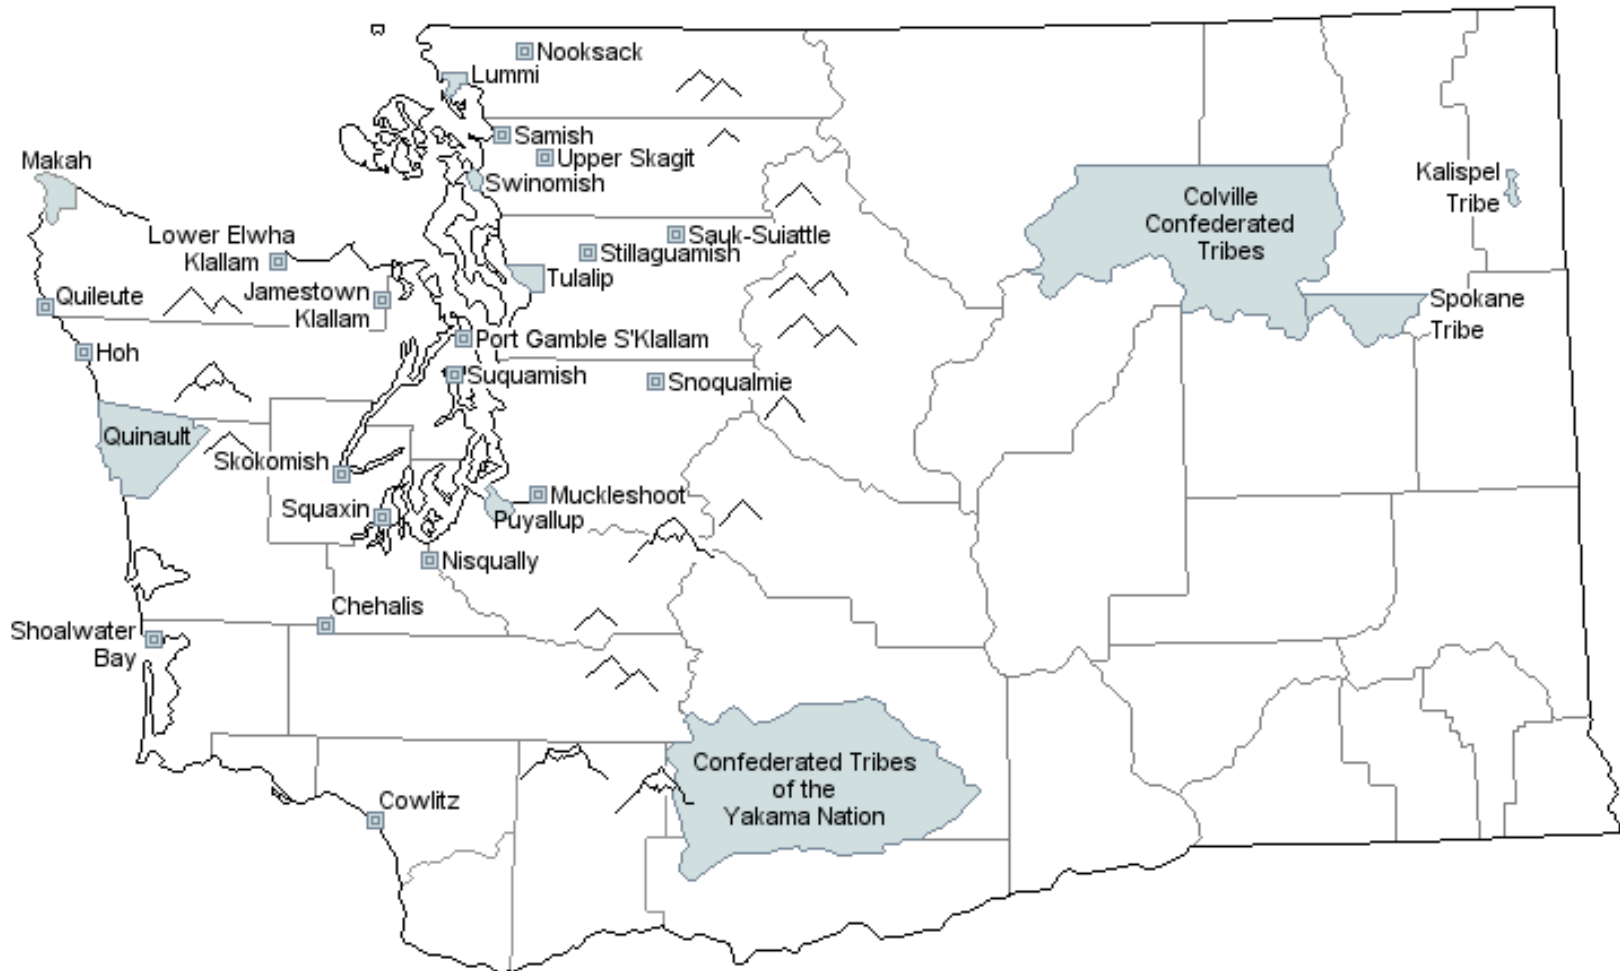 Nooksack
Lummi
Samish
Upper Skagit
Makah
Swinomish
Kalispel
Tribe
Colville
Confederated
Tribes
Lower Elwha
Klallam
Sauk-Suiattle
Stillaguamish
Tulalip
Quileute
Jamestown
Klallam
Spokane
Tribe
Port Gamble S'Klallam
Hoh
Suquamish
Snoqualmie
Quinault
Skokomish
Muckleshoot
Squaxin
Puyallup
Nisqually
Chehalis
Shoalwater
Bay
Confederated Tribes
of the
Yakama Nation
Cowlitz